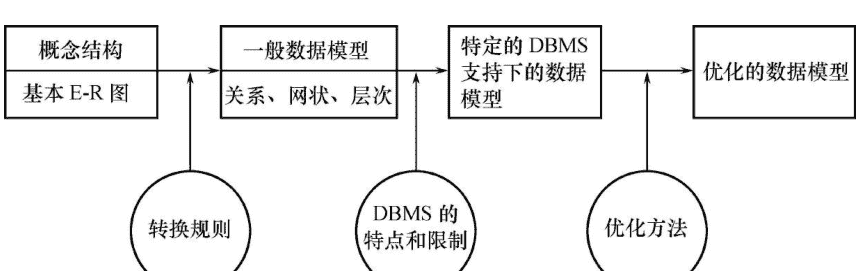 概念结构
基本 E-R 图
一般数据模型
关系、网状、层次
特定的 DBMS
支持下的数据
模型
优化的数据模型
转换规则
DBMS 的
特点和限制
优化方法